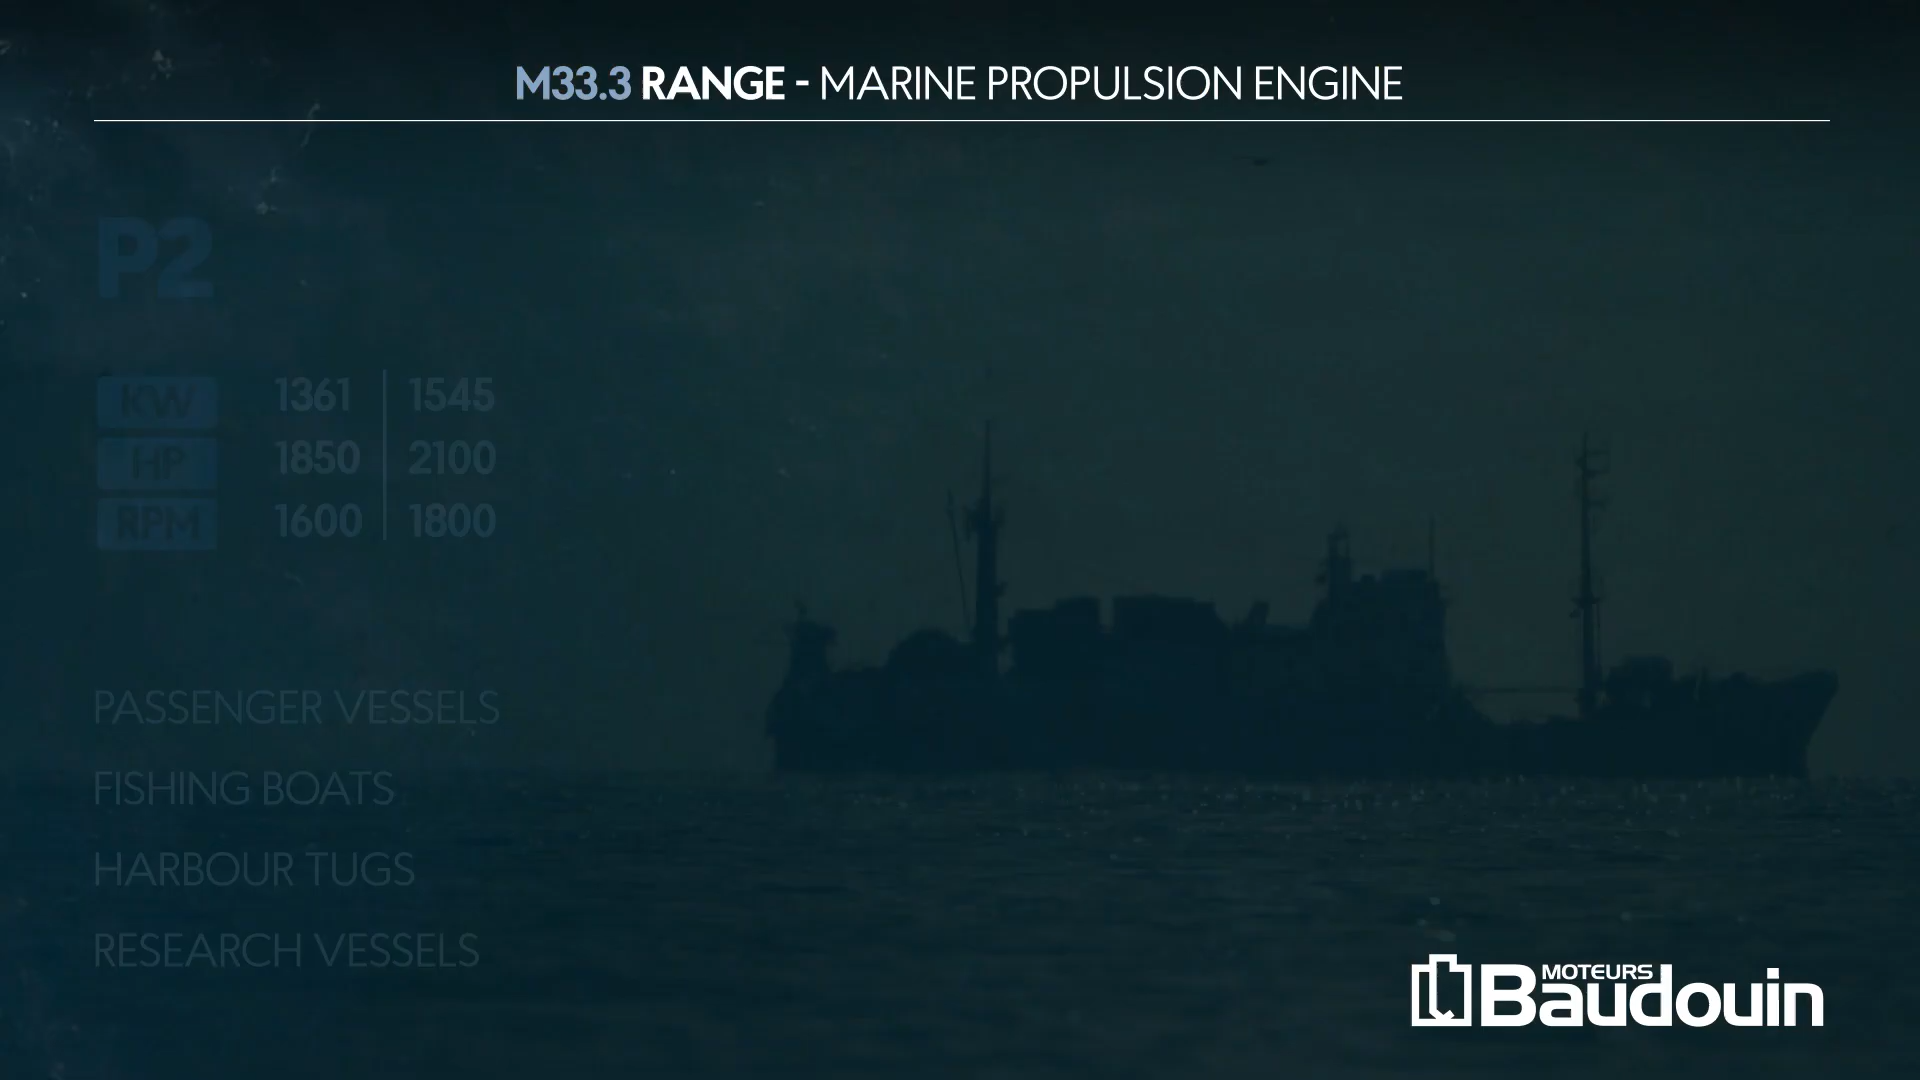 M33.3 RANGE - MARINE PROPULSION ENGINE
P2
KW 1361 1545
HP 1850 2100
RPM 1600 1800
PASSENGER VESSELS
FISHING BOATS
HARBOUR TUGS
RESEARCH VESSELS
MOTEURS
Baudouin